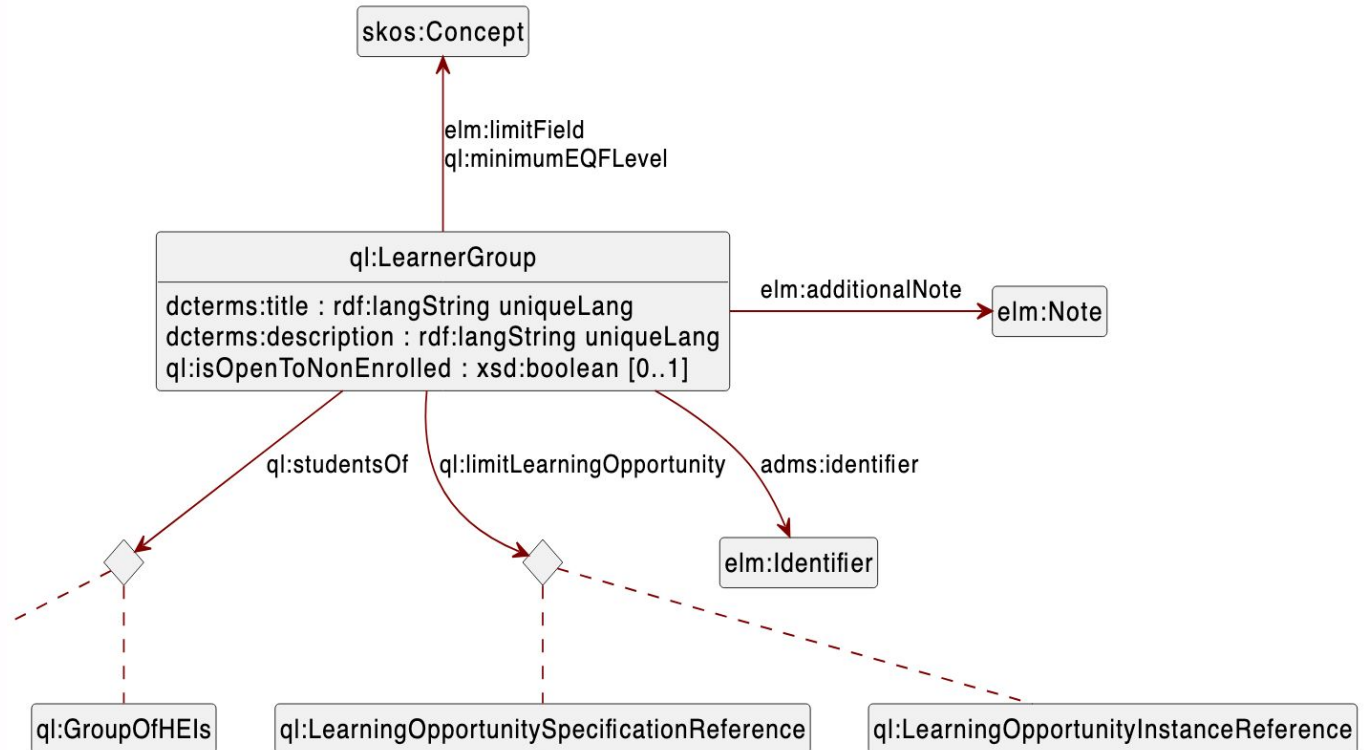 skos:Concept
elm:limitField
ql:minimumEQFLevel
ql:LearnerGroup
dcterms:title : rdf:langString uniqueLang
dcterms:description : rdf:langString uniqueLang
ql:isOpenToNonEnrolled : xsd:boolean [0..1]
elm:additionalNote
elm:Note
ql:studentsOf
ql:limitLearningOpportunity
adms:identifier
elm:Identifier
ql:GroupOfHEIs
ql:LearningOpportunitySpecificationReference
ql:LearningOpportunityInstanceReference